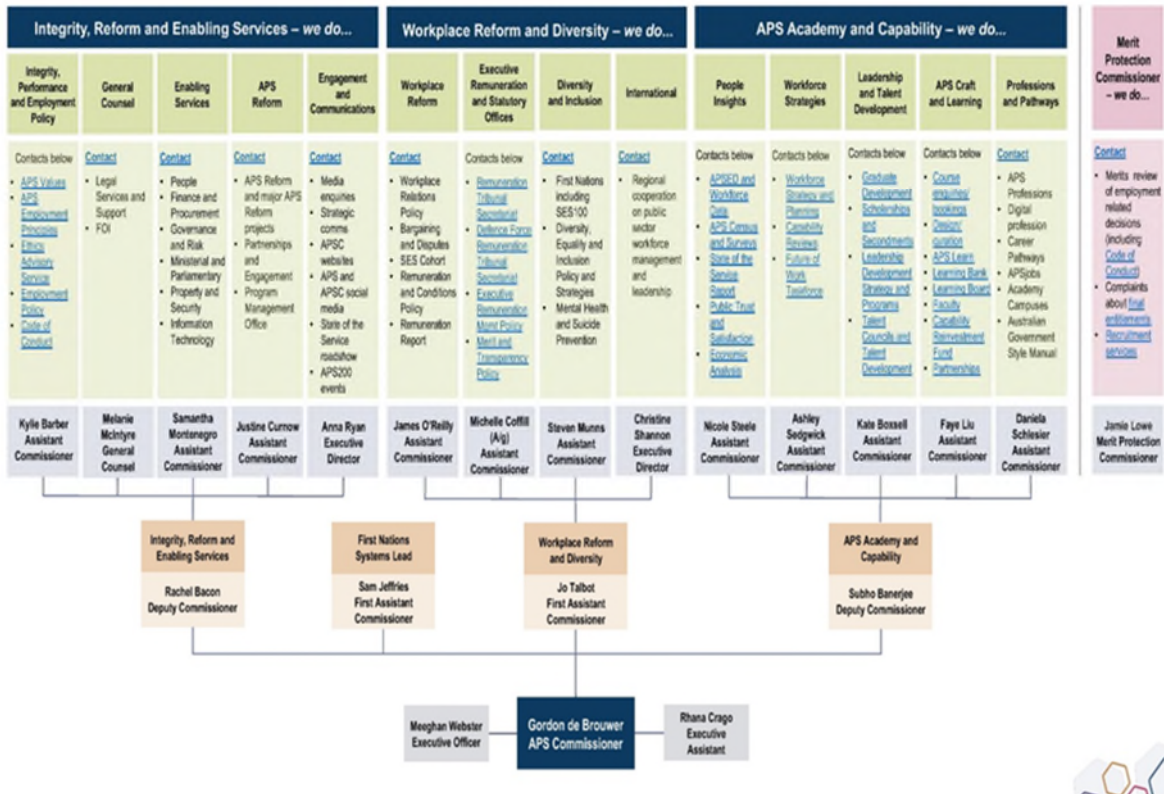 Integrity, Reform and Enabling Services – we do...
Workplace Reform and Diversity – we do...
APS Academy and Capability – we do...
Merit
Protection
Commissioner
– we do...
Integrity,
Performance
and Employment
Policy
General
Counsel
Enabling
Services
APS
Reform
Engagement
and
Communications
Workplace
Reform
Executive
Remuneration
and Statutory
Offices
Diversity
and Inclusion
International
People
Insights
Workforce
Strategies
Leadership
and Talent
Development
APS Craft
and Learning
Professions
and Pathways
Contacts below
• APS Values
• APS
Employment
Principles
• Ethics
Advisory
Service
• Employment
Policy
• Code of
Conduct
Contact
• Legal
Services and
Support
• FOI
Contact
• People
• Finance and
Procurement
• Governance
and Risk
• Ministerial and
Parliamentary
• Property and
Security
• Information
Technology
Contact
• APS Reform
and major APS
Reform
projects
• Partnerships
and
Engagement
• Program
Management
Office
Contact
• Media
enquiries
• Strategic
comms
• APSC
websites
• APS and
APSC social
media
• State of the
Service
roadshow
• APS200
events
Contact
• Workplace
Relations
Policy
• Bargaining
and Disputes
• SES Cohort
• Remuneration
and Conditions
Policy
• Remuneration
Report
Contacts below
• Remuneration
Tribunal
Secretariat
• Defence Force
Remuneration
Tribunal
Secretariat
• Executive
Remuneration
Mgmt Policy
• Merit and
Transparency
Policy
Contact
• First Nations
including
SES100
• Diversity,
Equality and
Inclusion
Policy and
Strategies
• Mental Health
and Suicide
Prevention
Contact
• Regional
cooperation
on public
sector
workforce
management
and
leadership
Contacts below
• APSED and
Workforce
Data
• APS Census
and Surveys
• State of the
Service
Report
• Public Trust
and
Satisfaction
• Economic
Analysis
Contacts below
• Workforce
Strategy and
Planning
• Capability
Reviews
• Future of
Work
Taskforce
Contacts below
• Graduate
Development
• Scholarships
and
Secondments
• Leadership
Development
Strategy and
Programs
• Talent
Councils and
Talent
Development
Contacts below
• Course
enquiries/
bookings
• Design/
curation
• APS Learn
• Learning Bank
• Learning Board
• Faculty
• Capability
Reinvestment
Fund
• Partnerships
Contact
• APS
Professions
• Digital
profession
• Career
Pathways
• APSjobs
• Academy
Campuses
• Australian
Government
Style Manual
Contact
• Merits review
of employment
related
decisions
(including
Code of
Conduct)
• Complaints
about final
entitlements
• Recruitment
services
Kylie Barber
Assistant
Commissioner
Melanie
McIntyre
General
Counsel
Samantha
Montenegro
Assistant
Commissioner
Justine Curnow
Assistant
Commissioner
Anna Ryan
Executive
Director
James O'Reilly
Assistant
Commissioner
Michelle Coffill
(A/g)
Assistant
Commissioner
Steven Munns
Assistant
Commissioner
Christine
Shannon
Executive
Director
Nicole Steele
Assistant
Commissioner
Ashley
Sedgwick
Assistant
Commissioner
Kate Boxsell
Assistant
Commissioner
Faye Liu
Assistant
Commissioner
Daniela
Schlesier
Assistant
Commissioner
Jamie Lowe
Merit Protection
Commissioner
Integrity, Reform and
Enabling Services
Rachel Bacon
Deputy Commissioner
First Nations
Systems Lead
Sam Jeffries
First Assistant
Commissioner
Workplace Reform
and Diversity
Jo Talbot
First Assistant
Commissioner
APS Academy and
Capability
Subho Banerjee
Deputy Commissioner
Meeghan Webster
Executive Officer
Gordon de Brouwer
APS Commissioner
Rhana Crago
Executive
Assistant